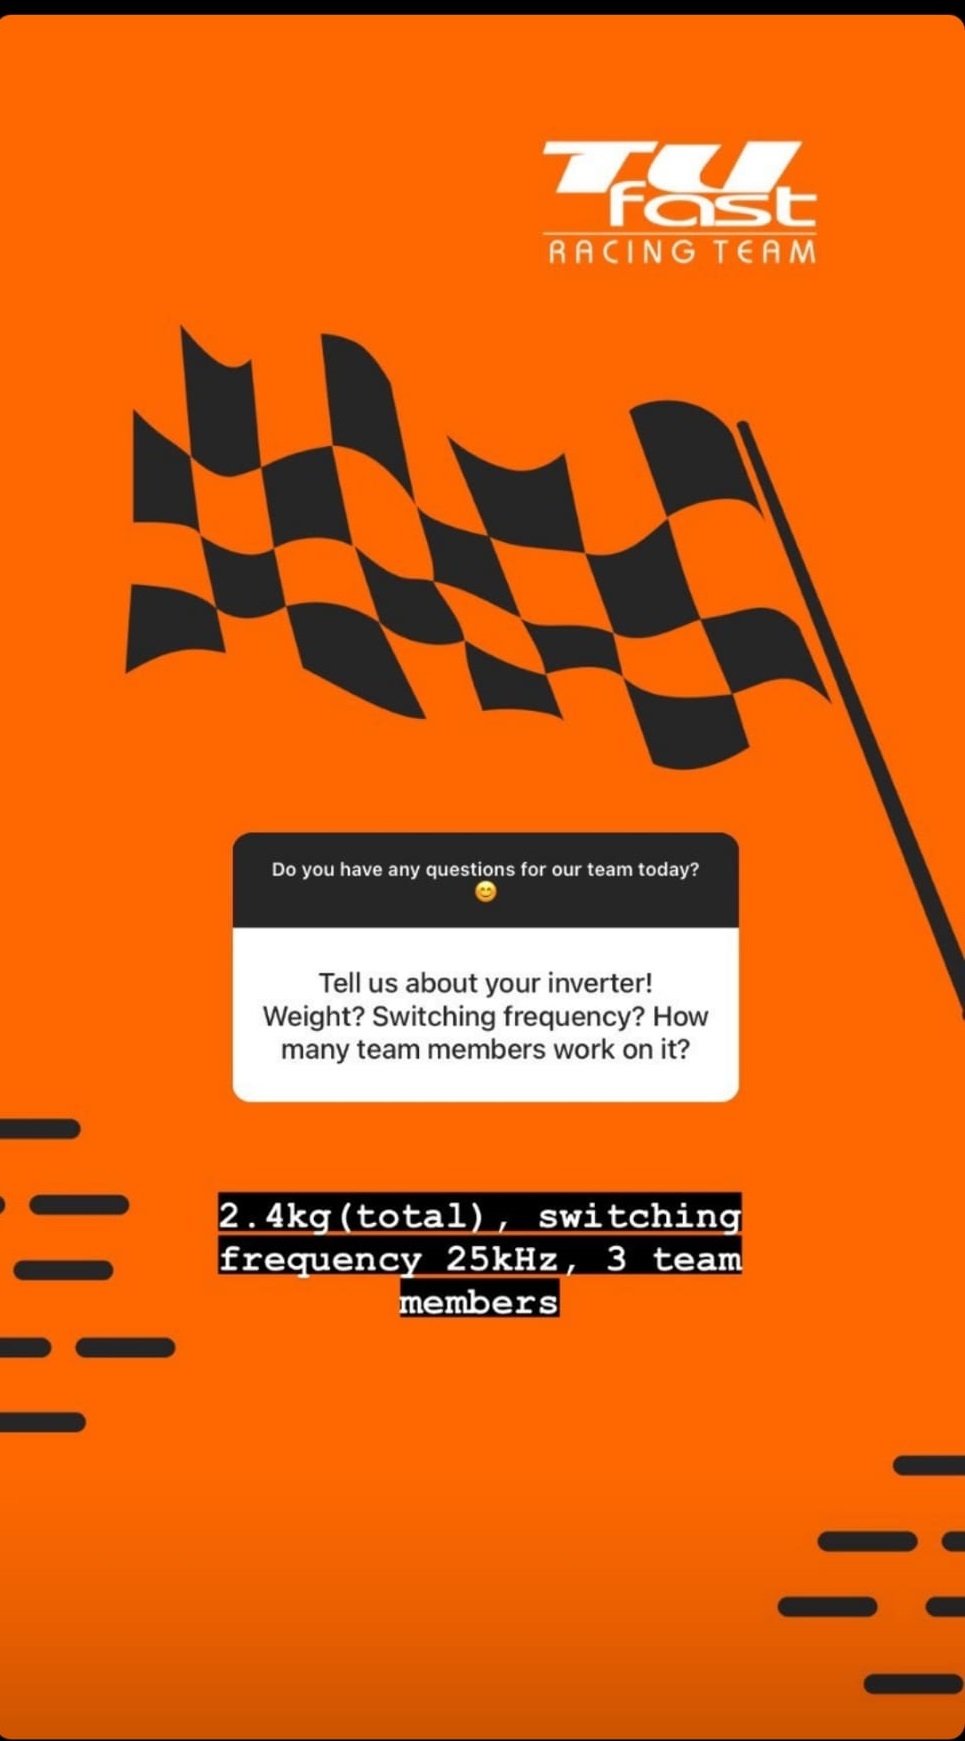 TU
fast
RACING TEAM
Do you have any questions for our team today?
😊
Tell us about your inverter!
Weight? Switching frequency? How
many team members work on it?
2.4kg(total), switching
frequency 25kHz, 3 team
members